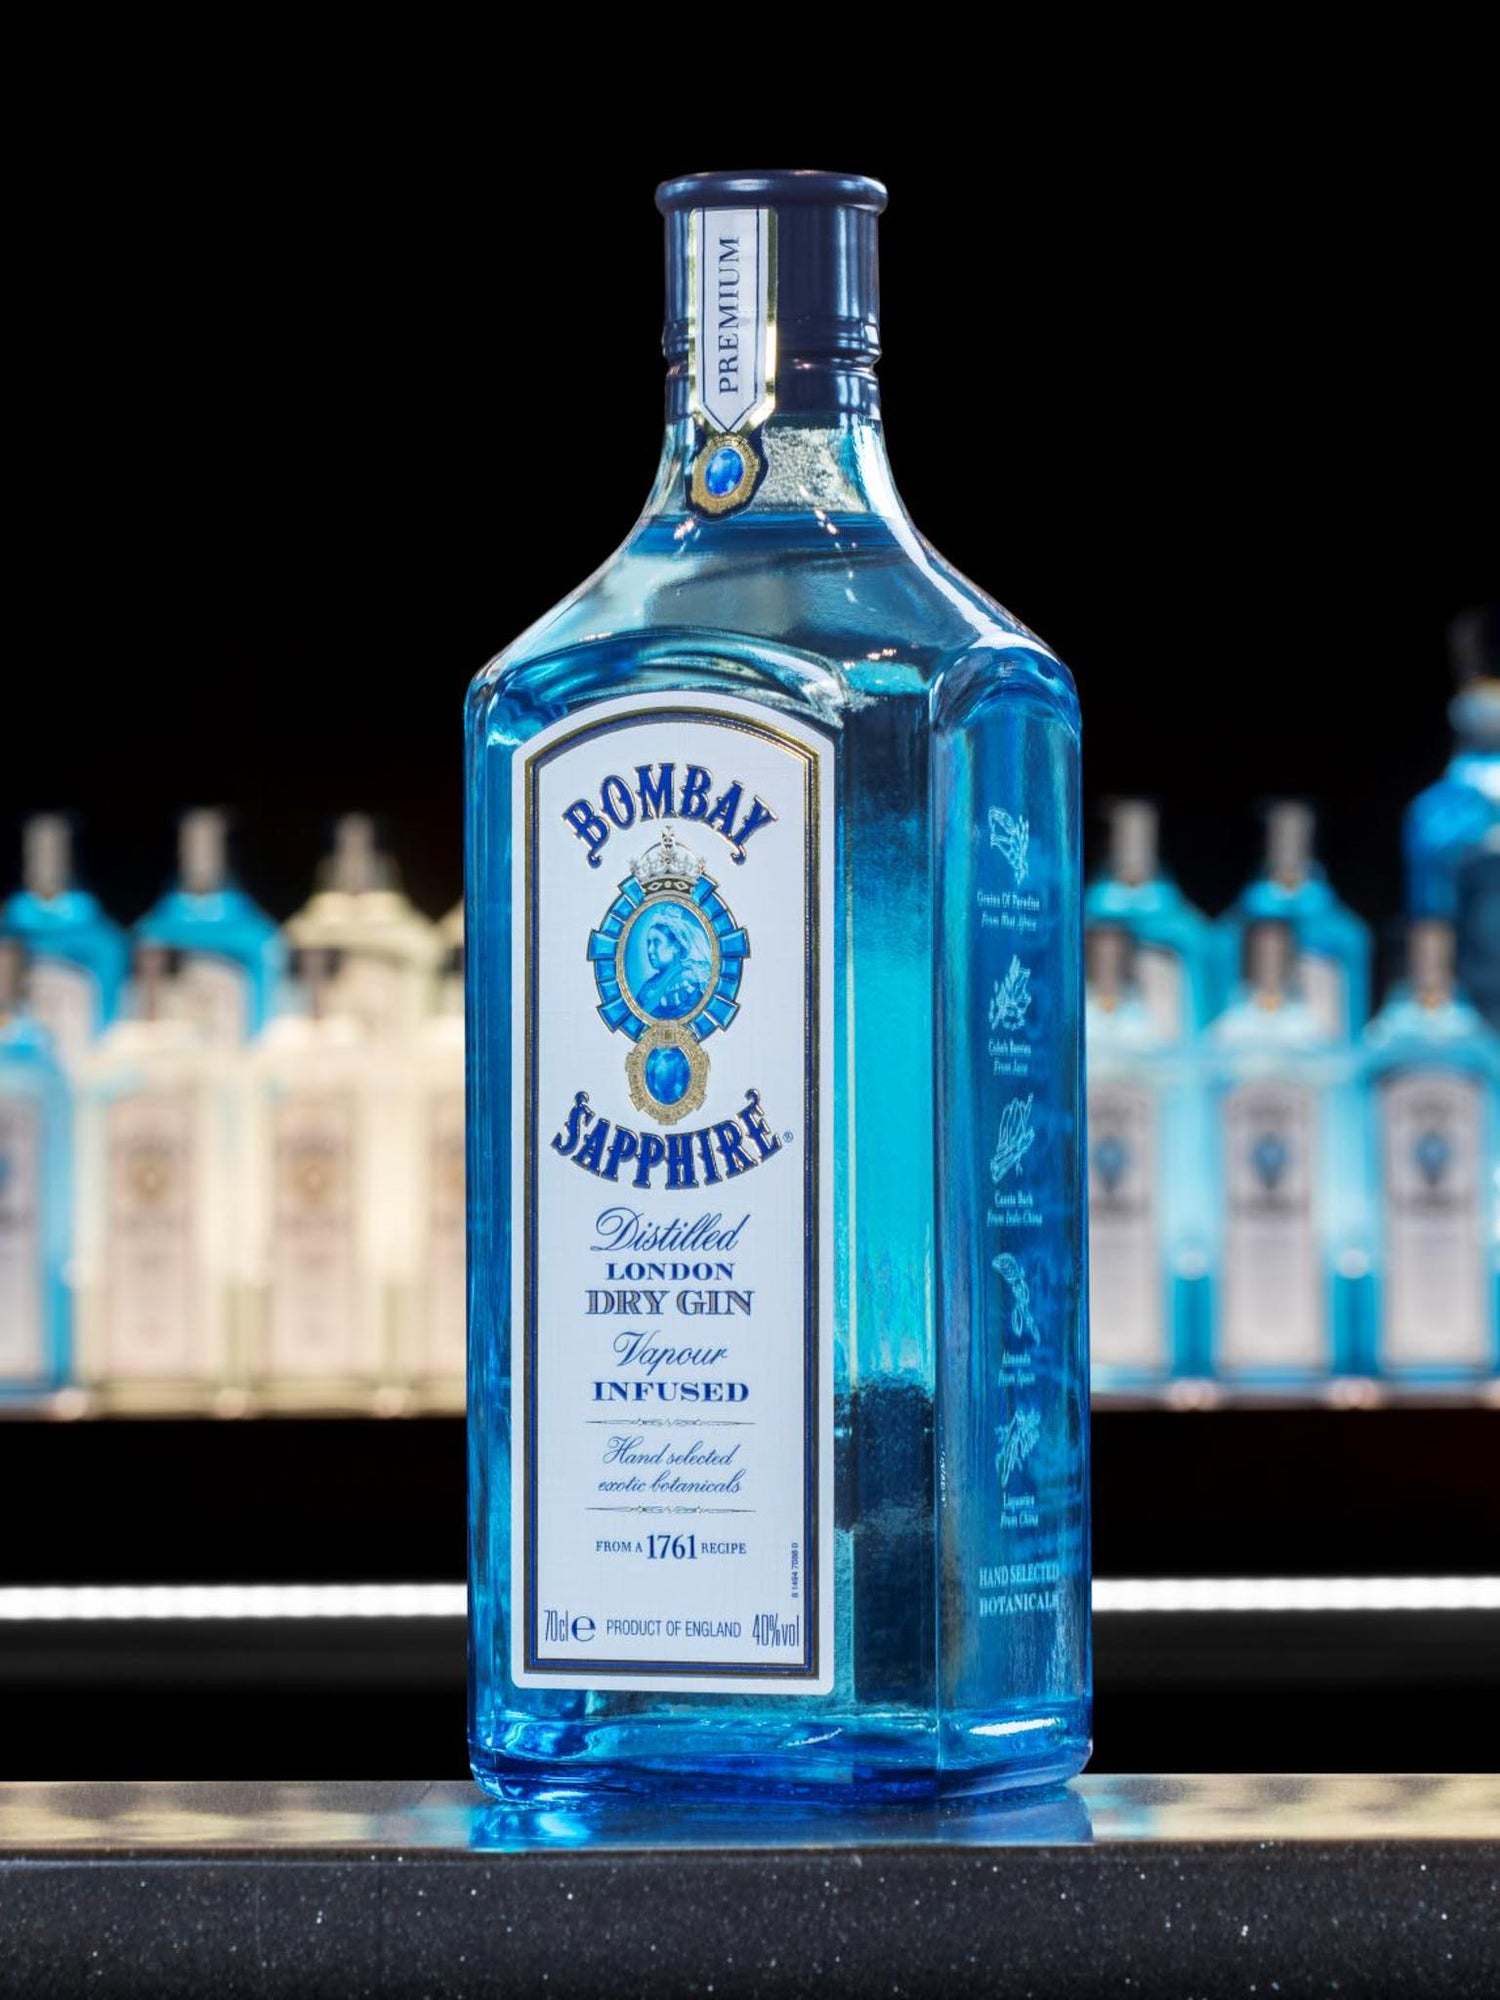 PREMIUM
BOMBAY
SAPPHIRE®
Distilled
LONDON
DRY GIN
Vapour
INFUSED
Hand selected
exotic botanicals
FROM A 1761 RECIPE
70cl e PRODUCT OF ENGLAND 40%vol
Grains Of Paradise
From West Africa
Cubeb Berries
From Java
Cassia Bark
From Indo-China
Almonds
From Spain
Liquorice
From China
HAND SELECTED
BOTANICALS